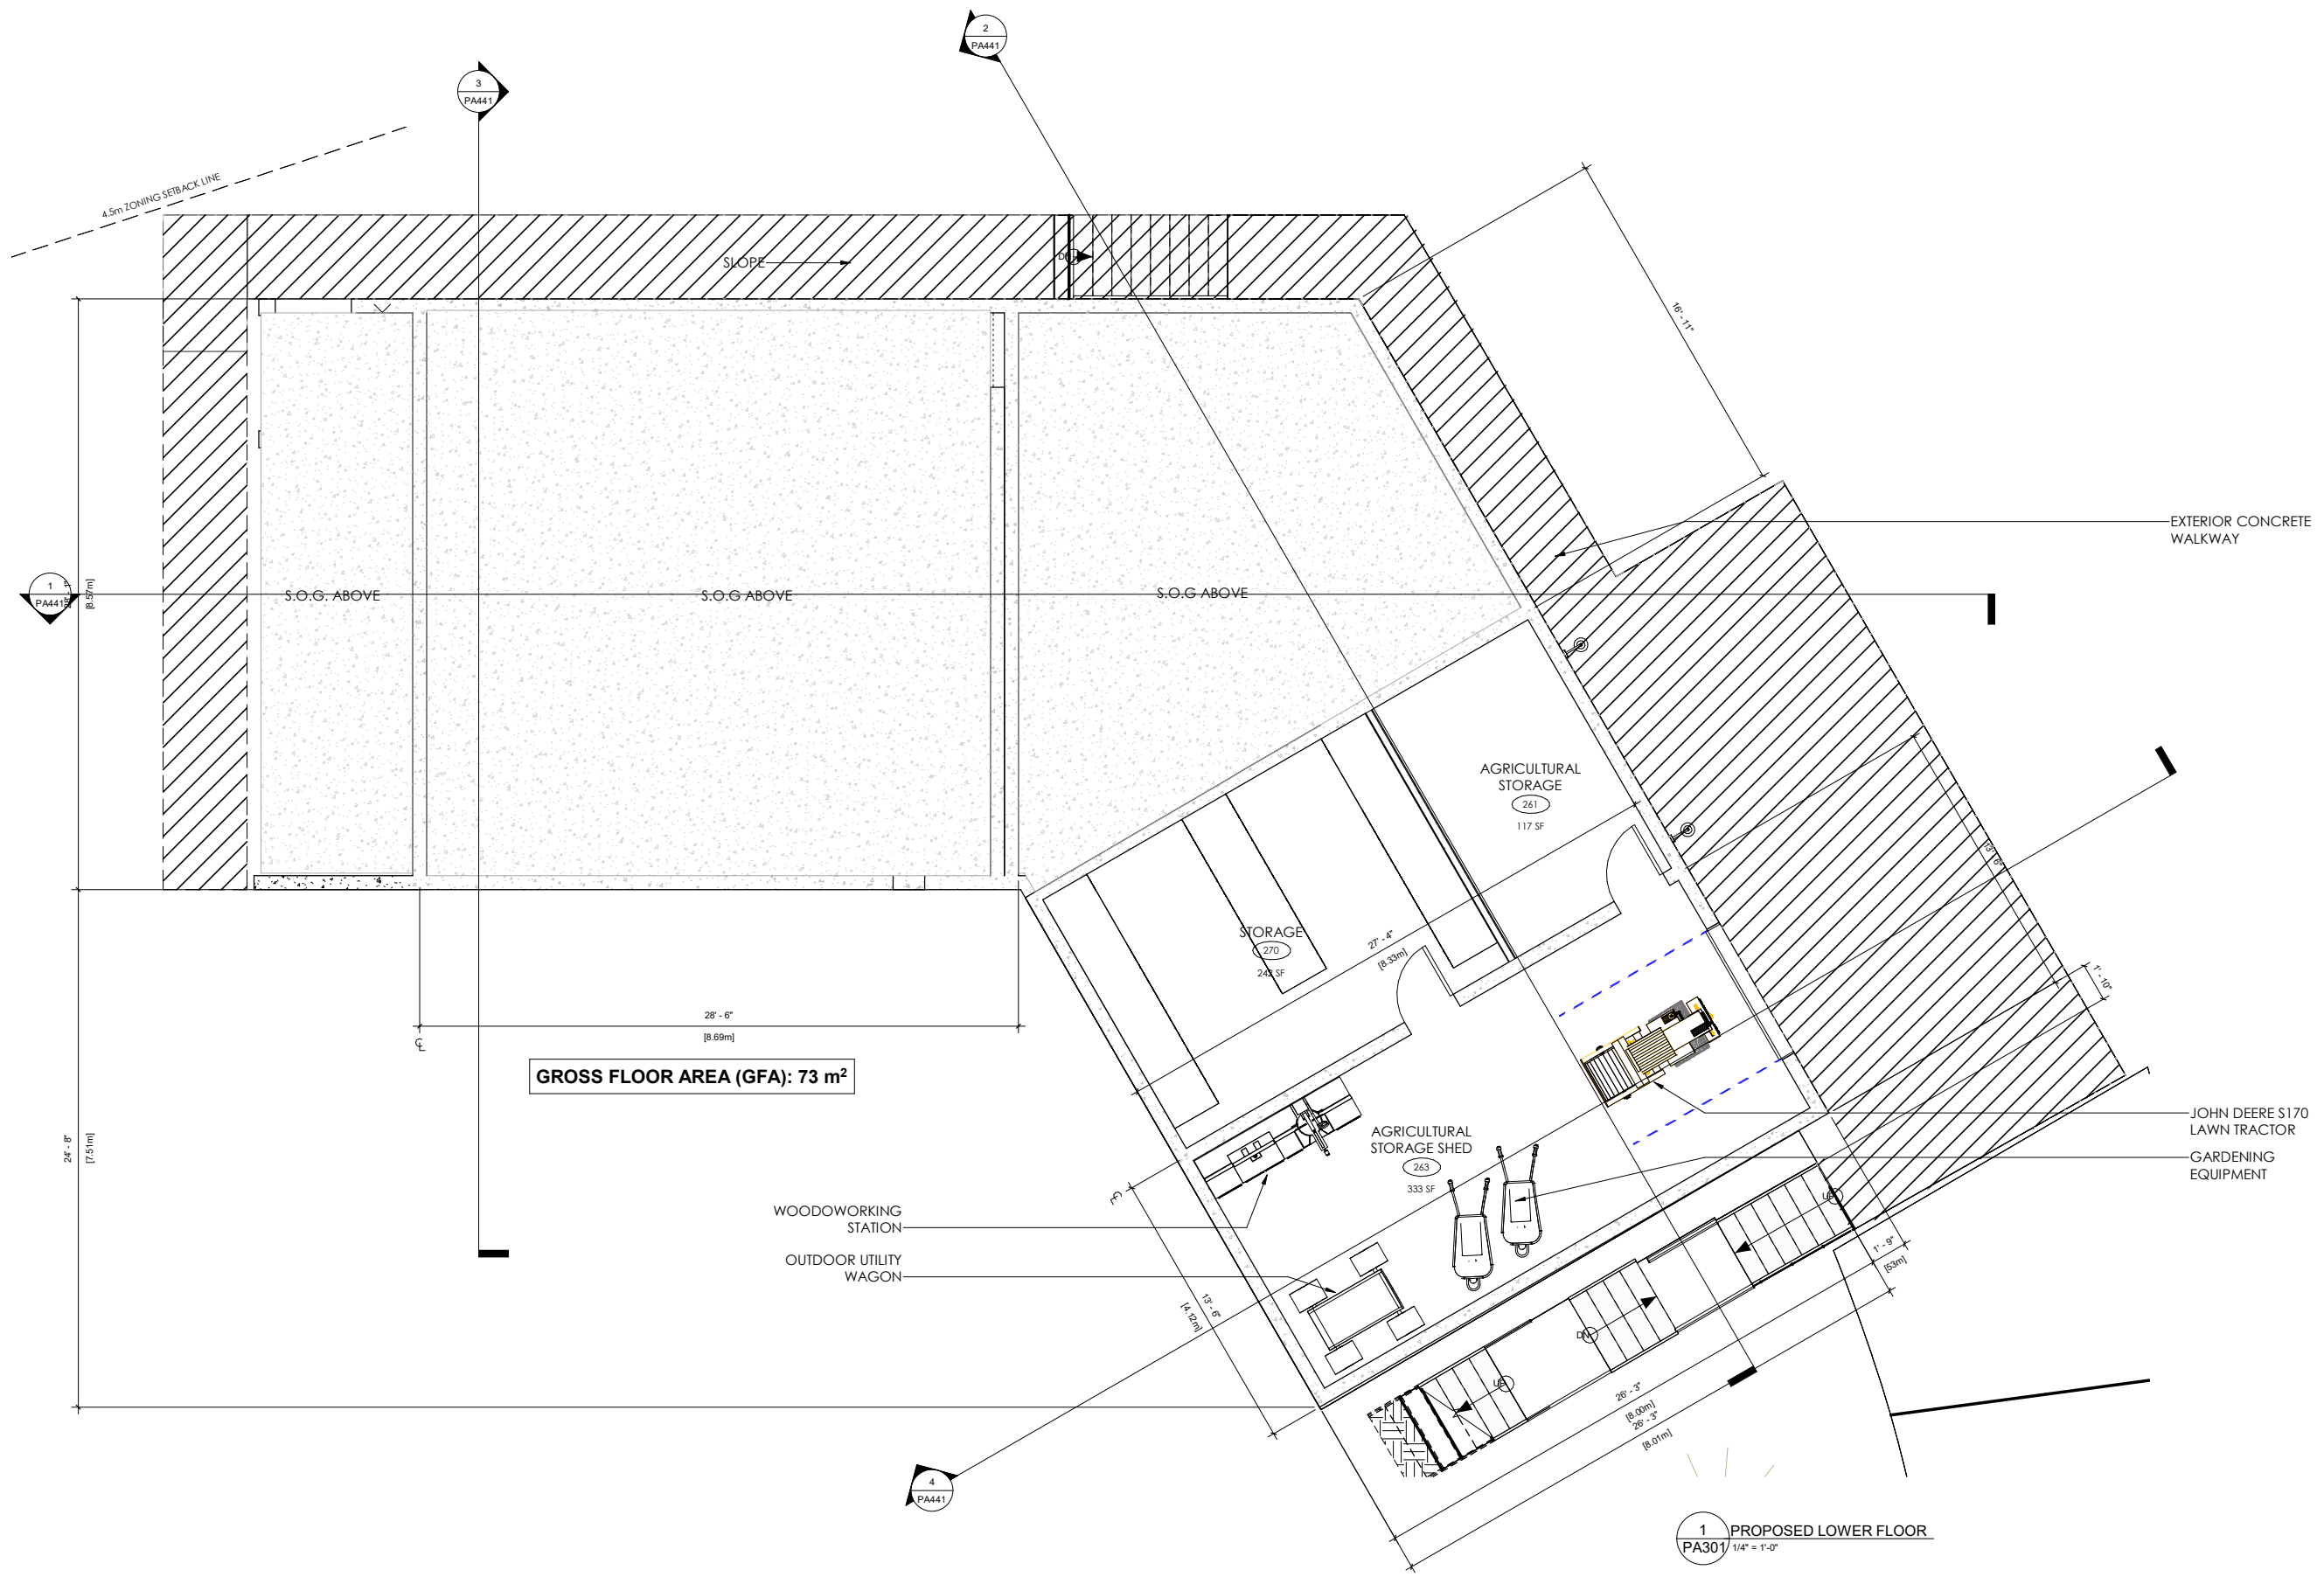 2
PA441
3
PA441
4.5m ZONING SETBACK LINE
SLOPE
16' - 11"
EXTERIOR CONCRETE
WALKWAY
1
PA441
[8.57m]
S.O.G. ABOVE
S.O.G ABOVE
S.O.G ABOVE
AGRICULTURAL
STORAGE
261
117 SF
13' - 6"
STORAGE
270
242 SF
27' - 4"
[8.33m]
1' - 10"
28' - 6"
[8.69m]
GROSS FLOOR AREA (GFA): 73 m²
24' - 8"
[7.51m]
AGRICULTURAL
STORAGE SHED
263
333 SF
JOHN DEERE S170
LAWN TRACTOR
GARDENING
EQUIPMENT
WOODOWORKING
STATION
OUTDOOR UTILITY
WAGON
UP
1' - 9"
[53m]
13' - 6"
[4.12m]
DN
UP
26' - 3"
[8.00m]
26' - 3"
[8.01m]
4
PA441
1
PA301
PROPOSED LOWER FLOOR
1/4" = 1'-0"